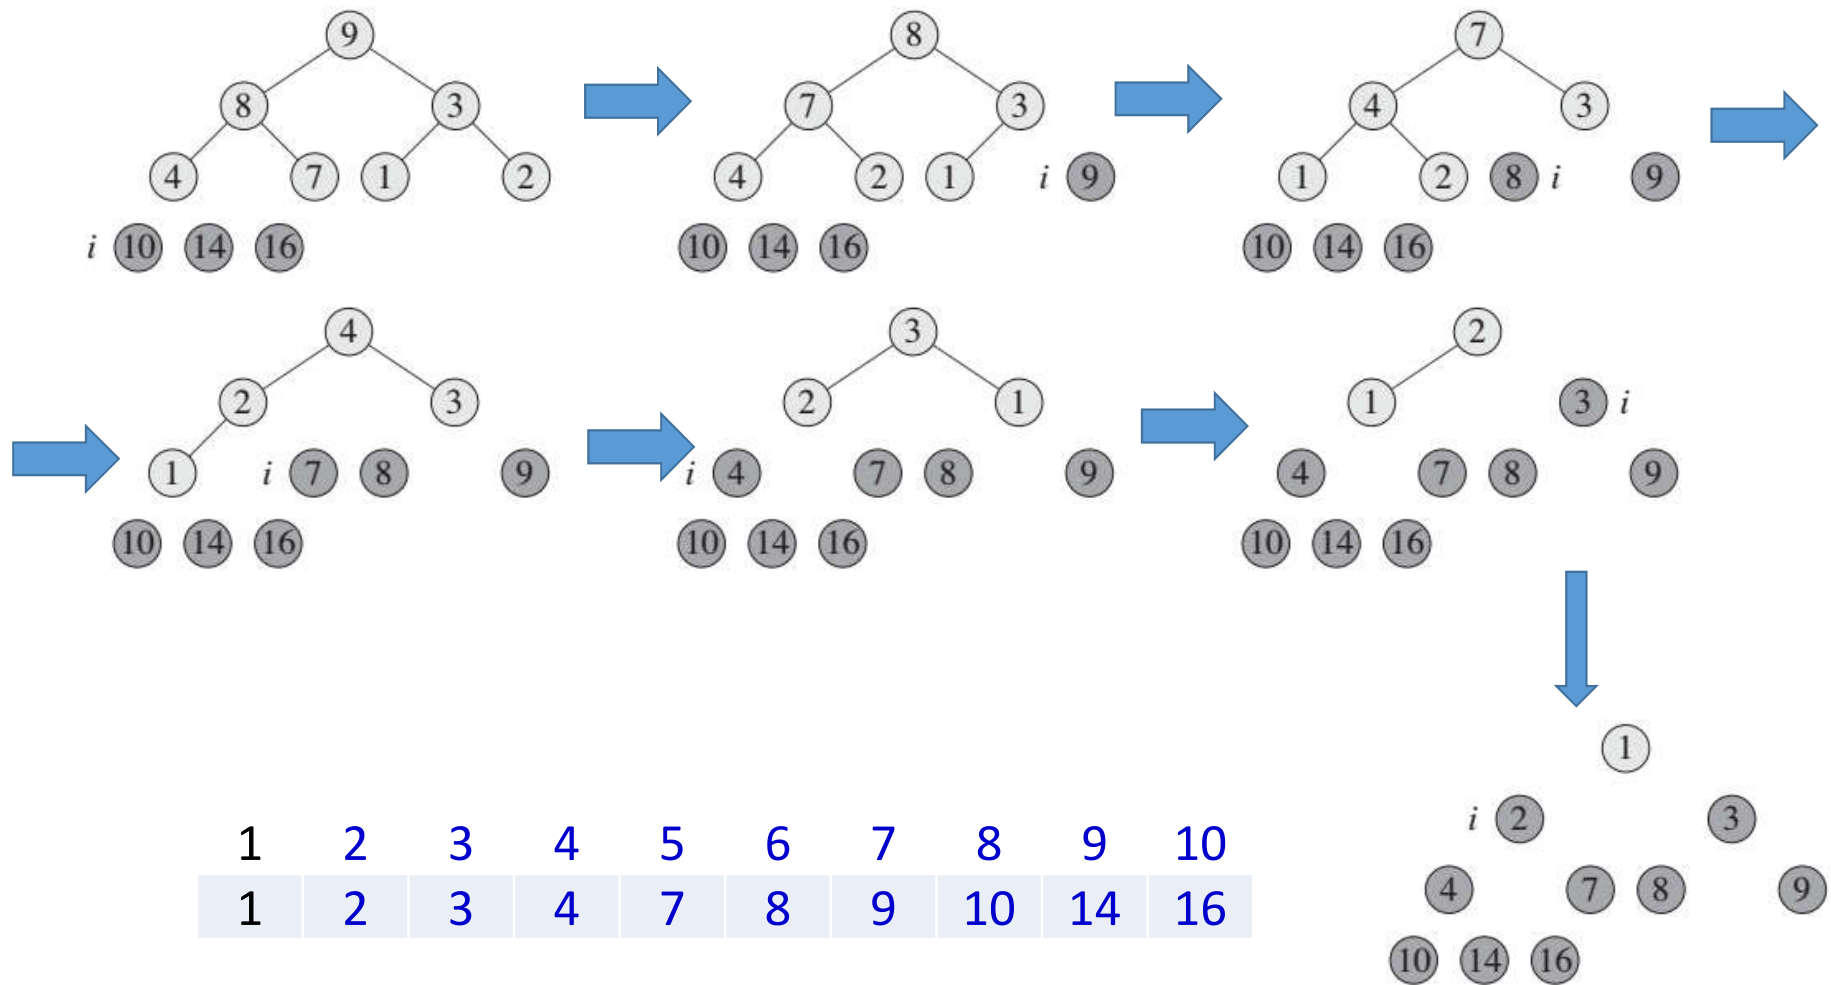 9 8 7
8 3 7 3 4 3
4 7 1 2 4 2 1 i 9 1 2 8 i 9
i 10 14 16 10 14 16 10 14 16
4 3 2
2 3 2 1 1 3 i
1 i 7 8 9 i 4 7 8 9 4 7 8 9
10 14 16 10 14 16 10 14 16
1
i 2 3
1 2 3 4 5 6 7 8 9 10
4 7 8 9
1 2 3 4 7 8 9 10 14 16
10 14 16